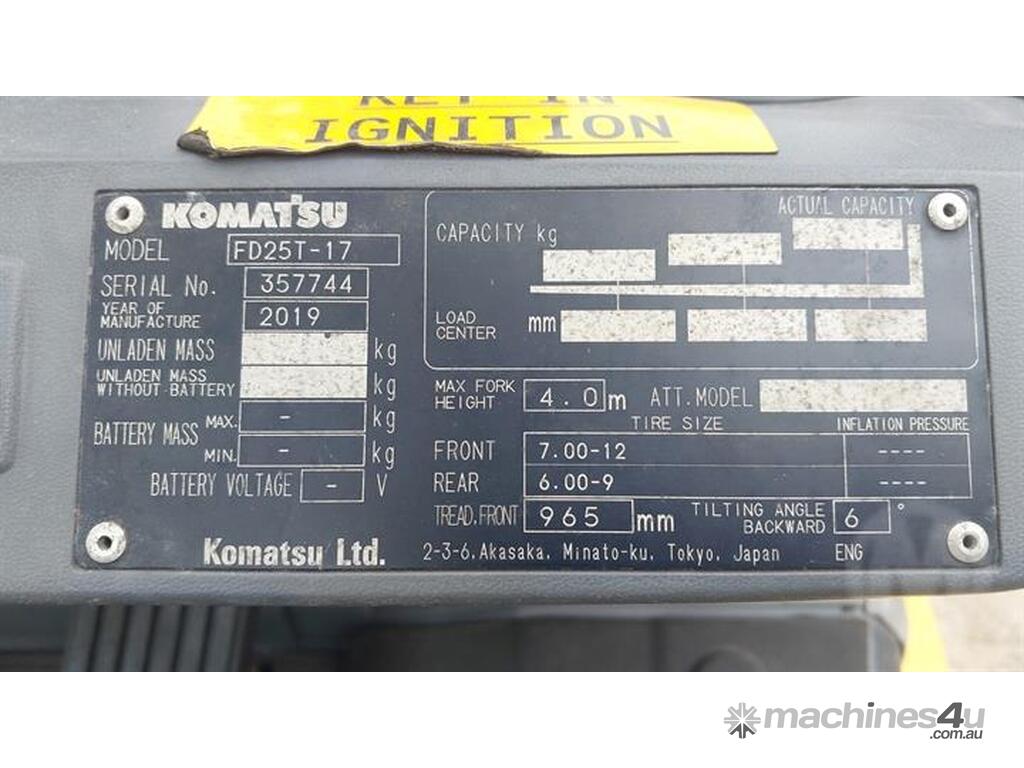 KEY IN
IGNITION
KOMATSU
MODEL FD25T-17
SERIAL No. 357744
YEAR OF MANUFACTURE 2019
UNLADEN MASS kg
UNLADEN MASS WITHOUT-BATTERY kg
BATTERY MASS MAX. - kg
MIN. - kg
BATTERY VOLTAGE - V
Komatsu Ltd.
ACTUAL CAPACITY
CAPACITY kg
LOAD CENTER mm
MAX FORK HEIGHT 4.0 m ATT. MODEL
TIRE SIZE INFLATION PRESSURE
FRONT 7.00-12 ----
REAR 6.00-9 ----
TREAD, FRONT 965 mm TILTING ANGLE BACKWARD 6 °
2-3-6, Akasaka, Minato-ku, Tokyo, Japan ENG
machines4u
.com.au